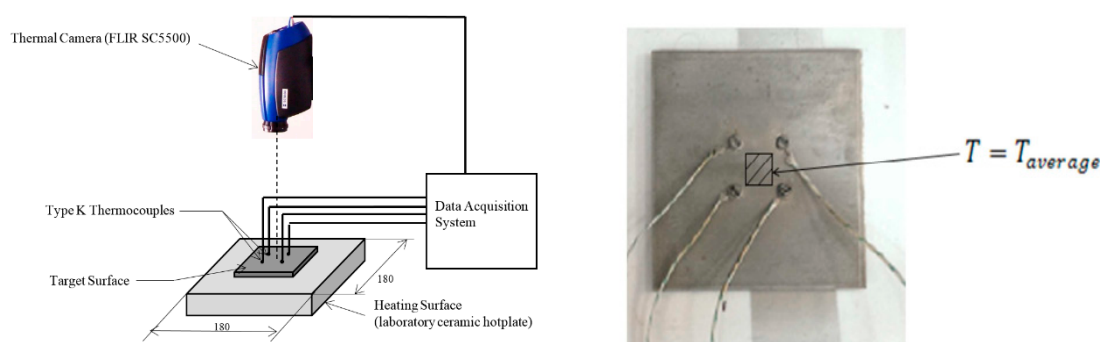 Thermal Camera (FLIR SC5500)
Type K Thermocouples
Data Acquisition
System
Target Surface
180
Heating Surface
(laboratory ceramic hotplate)
180
T = T_average